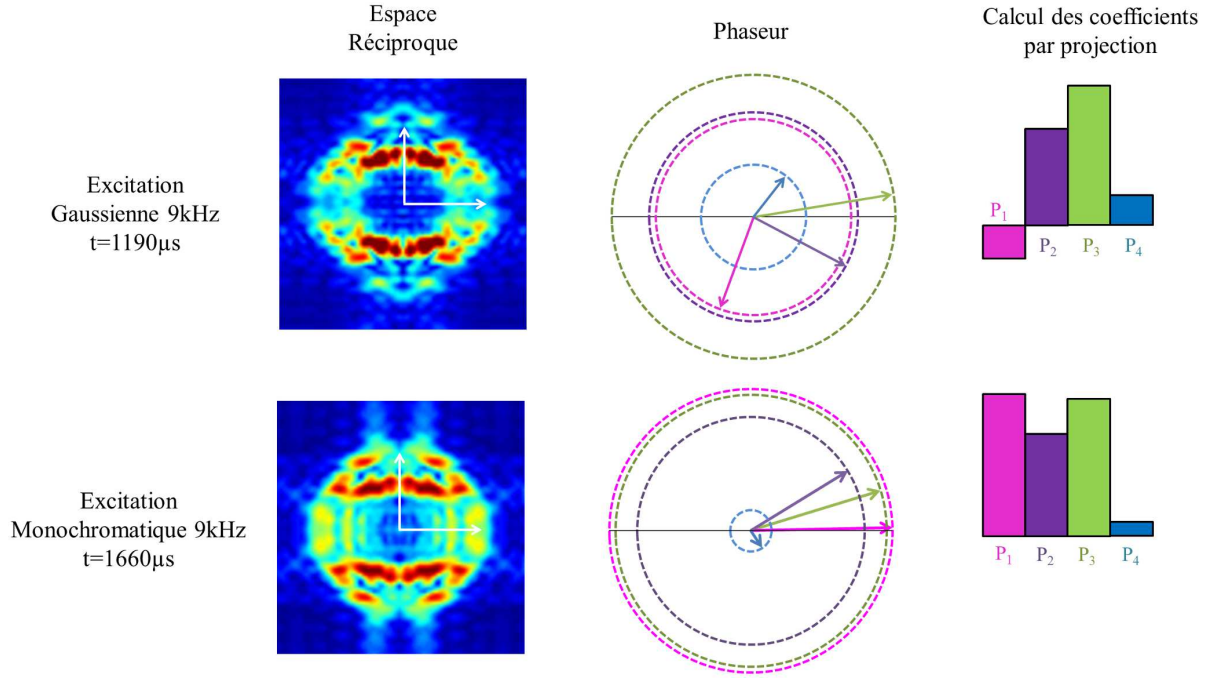 Espace
Réciproque
Phaseur
Calcul des coefficients
par projection
Excitation
Gaussienne 9kHz
t=1190µs
P₁
P₂ P₃ P₄
Excitation
Monochromatique 9kHz
t=1660µs
P₁ P₂ P₃ P₄